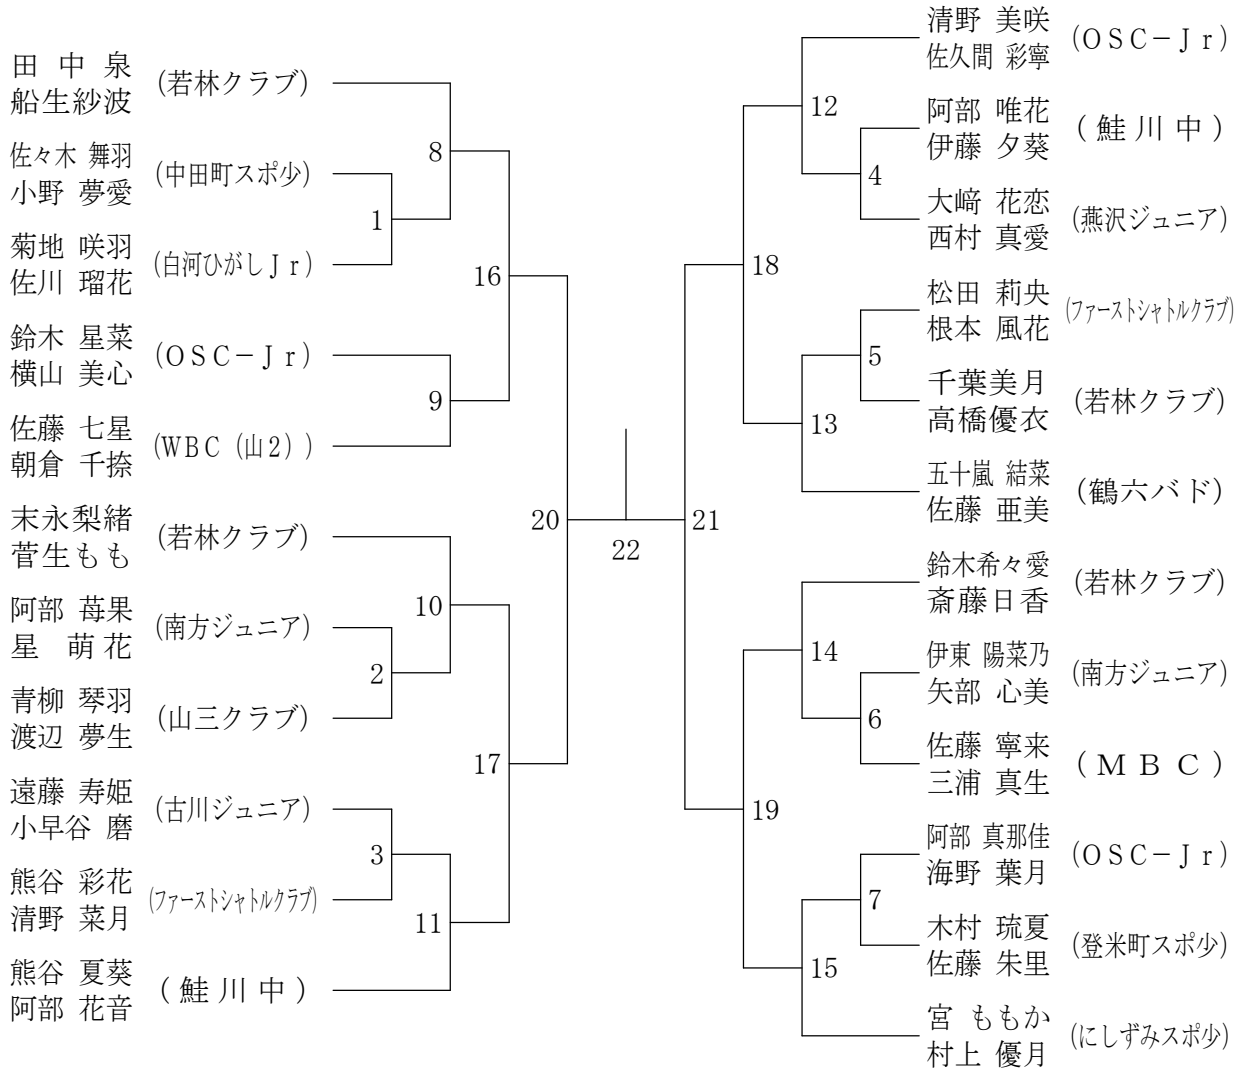 田 中 泉
船生紗波
(若林クラブ)
佐々木 舞羽
小野 夢愛
(中田町スポ少)
菊地 咲羽
佐川 瑠花
(白河ひがしJr)
鈴木 星菜
横山 美心
(OSC-Jr)
佐藤 七星
朝倉 千捺
(WBC(山2))
末永梨緒
菅生もも
(若林クラブ)
阿部 苺果
星 萌花
(南方ジュニア)
青柳 琴羽
渡辺 夢生
(山三クラブ)
遠藤 寿姫
小早谷 磨
(古川ジュニア)
熊谷 彩花
清野 菜月
(ファーストシャトルクラブ)
熊谷 夏葵
阿部 花音
(鮭川中)
1
2
3
8
9
10
11
16
17
20
22
21
18
19
12
13
14
15
4
5
6
7
清野 美咲
佐久間 彩寧
(OSC-Jr)
阿部 唯花
伊藤 夕葵
(鮭川中)
大﨑 花恋
西村 真愛
(燕沢ジュニア)
松田 莉央
根本 風花
(ファーストシャトルクラブ)
千葉美月
高橋優衣
(若林クラブ)
五十嵐 結菜
佐藤 亜美
(鶴六バド)
鈴木希々愛
斎藤日香
(若林クラブ)
伊東 陽菜乃
矢部 心美
(南方ジュニア)
佐藤 寧来
三浦 真生
(MBC)
阿部 真那佳
海野 葉月
(OSC-Jr)
木村 琉夏
佐藤 朱里
(登米町スポ少)
宮 ももか
村上 優月
(にしずみスポ少)